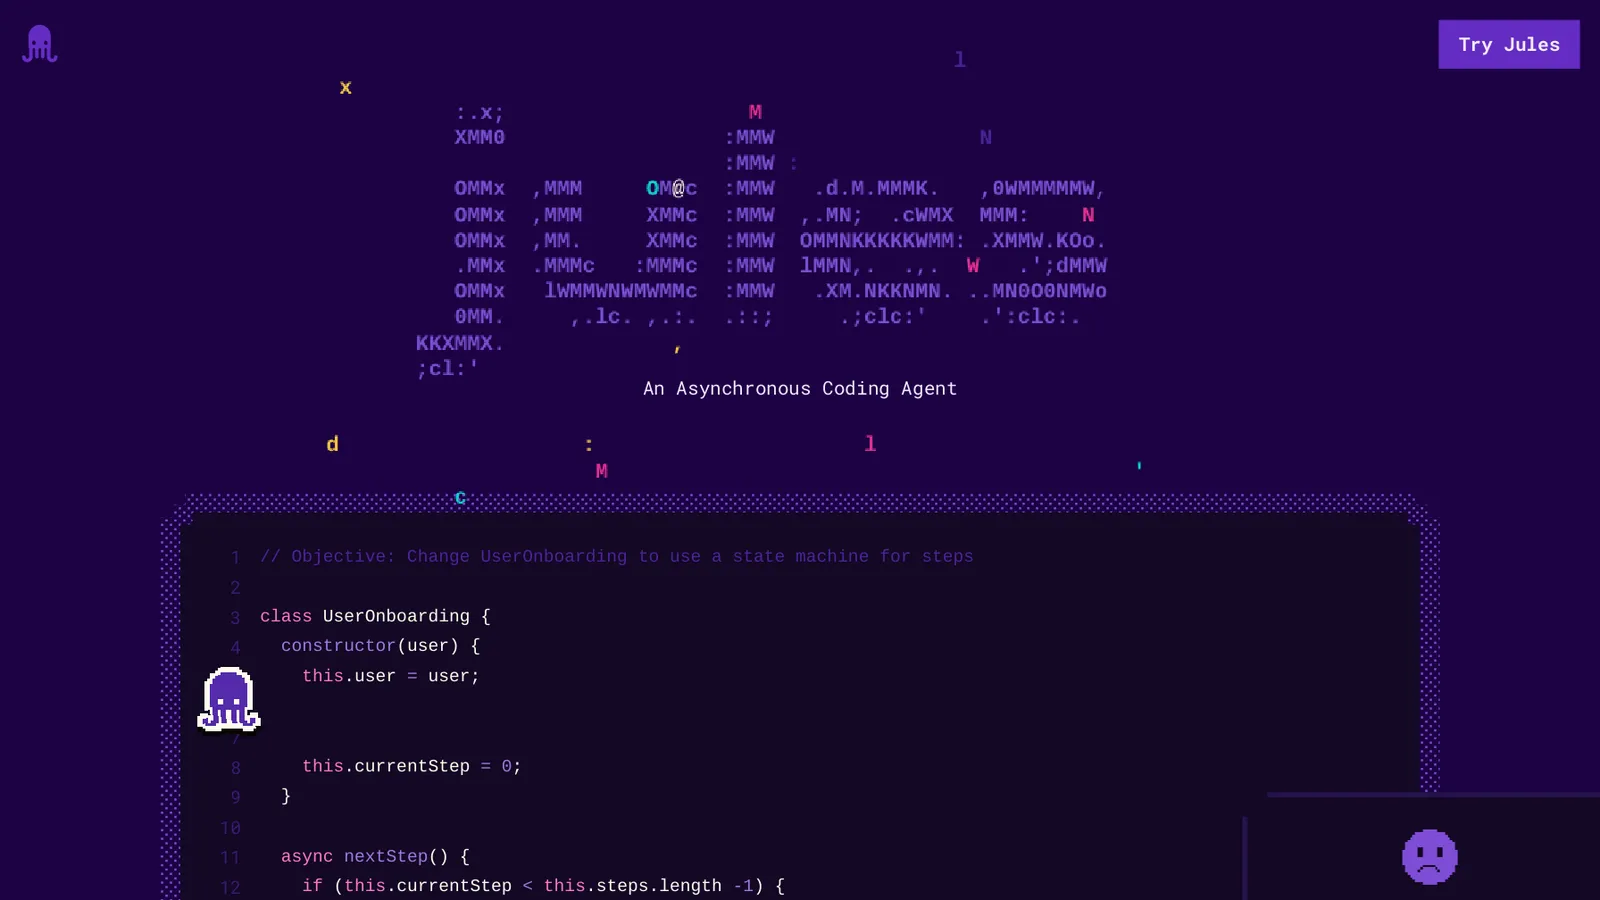 Try Jules
l
x
:.x; M
XMM0 :MMW N
:MMW :
OMMx ,MMM OM@c :MMW .d.M.MMMK. ,0WMMMMMW,
OMMx ,MMM XMMc :MMW ,.MN; .cWMX MMM: N
OMMx ,MM. XMMc :MMW OMMNKKKKKWMM: .XMMW.KOo.
.MMx .MMMc :MMMc :MMW lMMN,. .,. W .';dMMW
OMMx lWMMWNWMWMMc :MMW .XM.NKKNMN. ..MN0O0NMWo
0MM. ,.lc. ,.:. .::; .;clc:' .':clc:.
KKXMMX. ,
;cl:'
An Asynchronous Coding Agent
d : l
M '
c
1 // Objective: Change UserOnboarding to use a state machine for steps
2
3 class UserOnboarding {
4 constructor(user) {
this.user = user;
7
8 this.currentStep = 0;
9 }
10
11 async nextStep() {
12 if (this.currentStep < this.steps.length -1) {